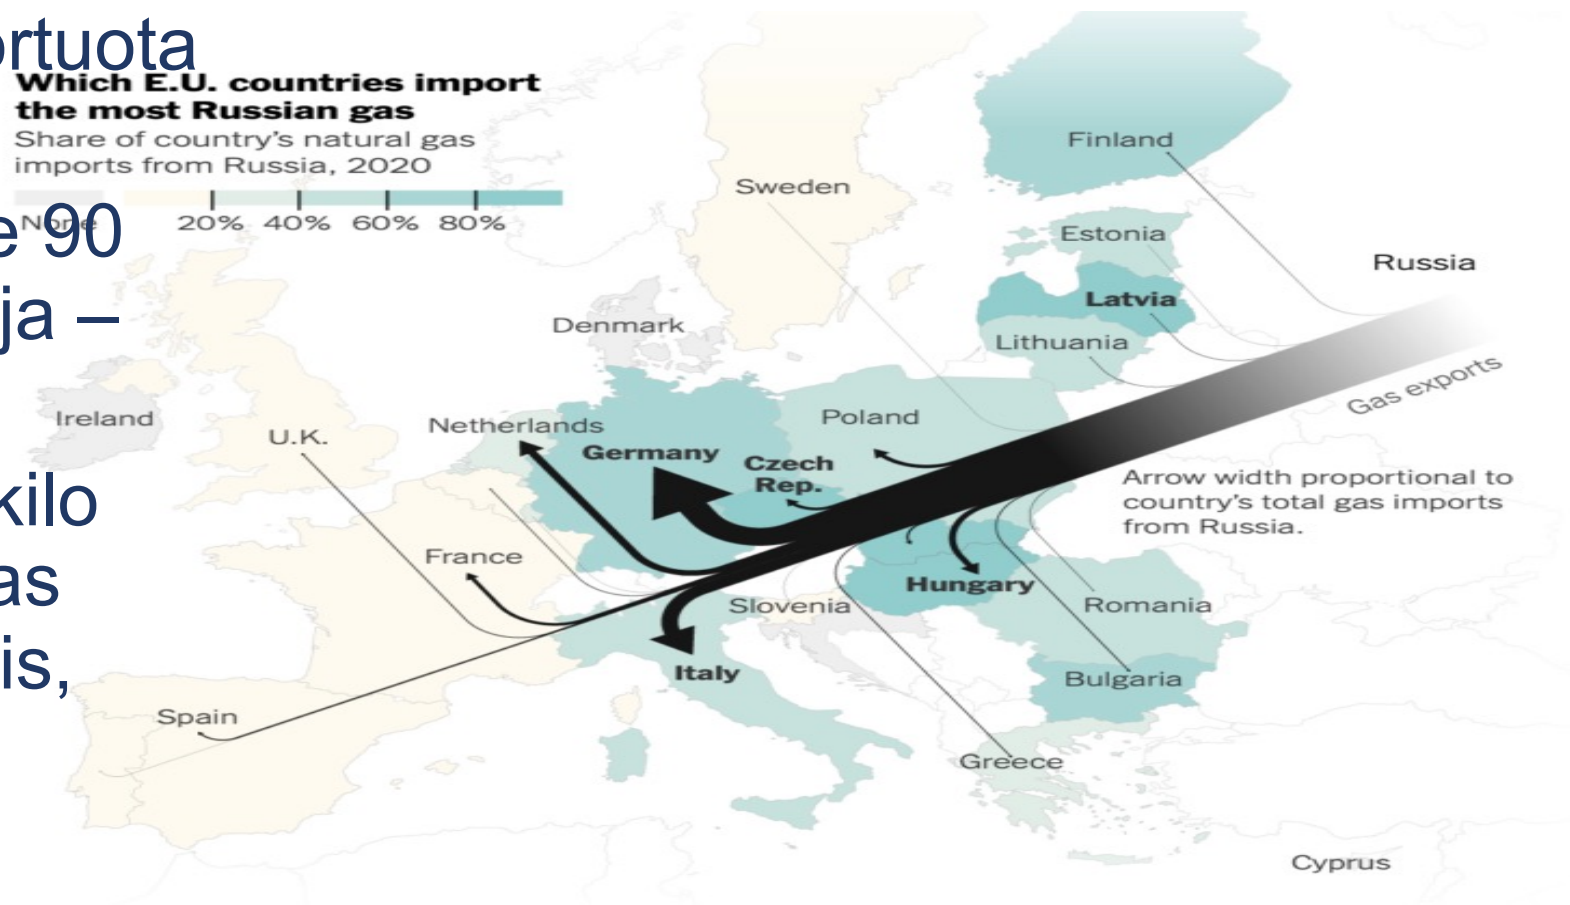 ortuota
e 90
ja –
kilo
as
is,
Which E.U. countries import
the most Russian gas
Share of country's natural gas
imports from Russia, 2020
None 20% 40% 60% 80%
Finland
Sweden
Estonia
Russia
Latvia
Denmark
Lithuania
Gas exports
Ireland
U.K.
Netherlands
Poland
Germany
Czech
Rep.
Arrow width proportional to
country's total gas imports
from Russia.
France
Hungary
Slovenia
Romania
Italy
Bulgaria
Spain
Greece
Cyprus